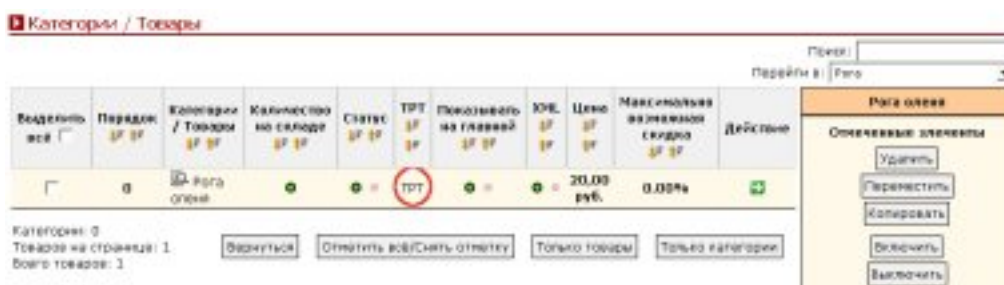 Категории / Товары
Поиск:
Перейти в: Рога
Выделить всё
Порядок
Категории / Товары
Количество на складе
Статус
ТРТ
Показывать на главной
XML
Цена
Максимально возможная скидка
Действие
Рога оленя
Отмеченные элементы
Удалить
Переместить
Копировать
Включить
Выключить
0
Рога оленя
ТРТ
20,00 руб.
0.00%
Категории: 0
Товаров на странице: 1
Всего товаров: 1
Вернуться
Отметить всё/Снять отметку
Только товары
Только категории